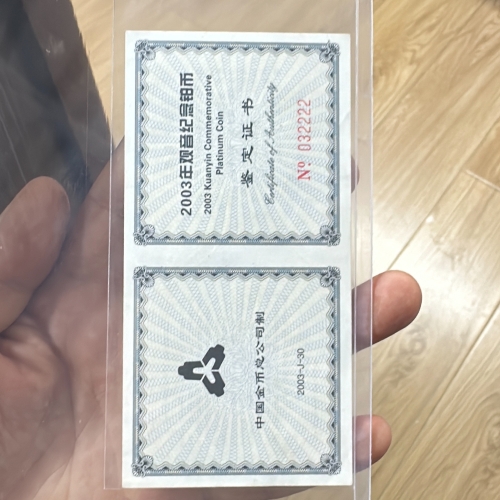 2003年观音纪念铂币
2003 Kuanyin Commemorative
Platinum Coin
鉴定证书
Certificate of Authenticity
Nº 032222
中国金币总公司制
2003-J-30